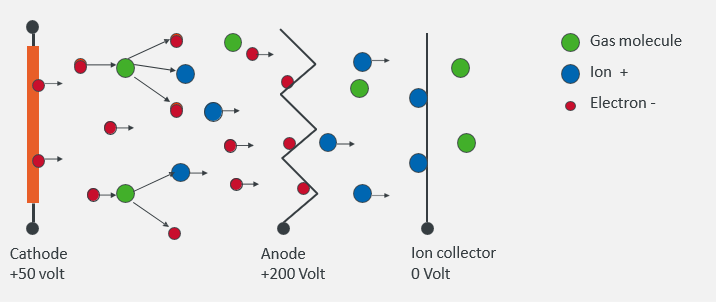 Gas molecule
Ion +
Electron -
Cathode
+50 volt
Anode
+200 Volt
Ion collector
0 Volt